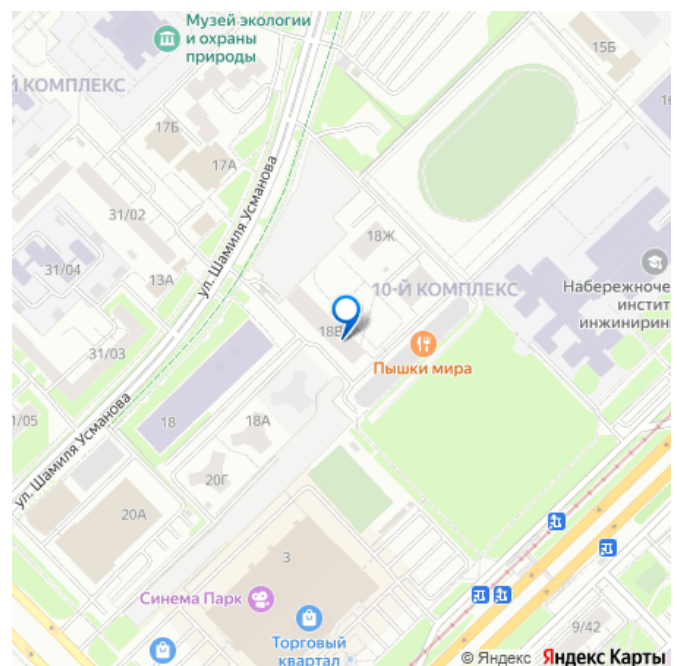 Музей экологии
и охраны
природы
15Б
Й КОМПЛЕКС
16
17Б
17А
31/02
ул. Шамиля Усманова
18Ж
31/04
13А
10-Й КОМПЛЕКС
Набережноче
инстит
инжинирин
18В
31/03
Пышки мира
1/05
18
18А
ул. Шамиля Усманова
20Г
20А
3
Синема Парк
9/42
Торговый
квартал
© Яндекс Яндекс Карты